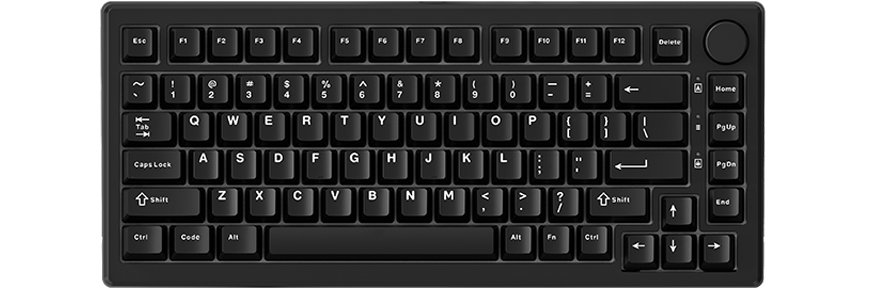 Esc F1 F2 F3 F4 F5 F6 F7 F8 F9 F10 F11 F12 Delete
~ ! @ # $ % ^ & * ( ) — + ← Home
` 1 2 3 4 5 6 7 8 9 0 - =
Tab Q W E R T Y U I O P { } | PgUp
[ ] \
Caps Lock A S D F G H J K L : " PgDn
; '
Shift Z X C V B N M < > ? Shift ↑ End
, . /
Ctrl Code Alt Alt Fn Ctrl ← ↓ →